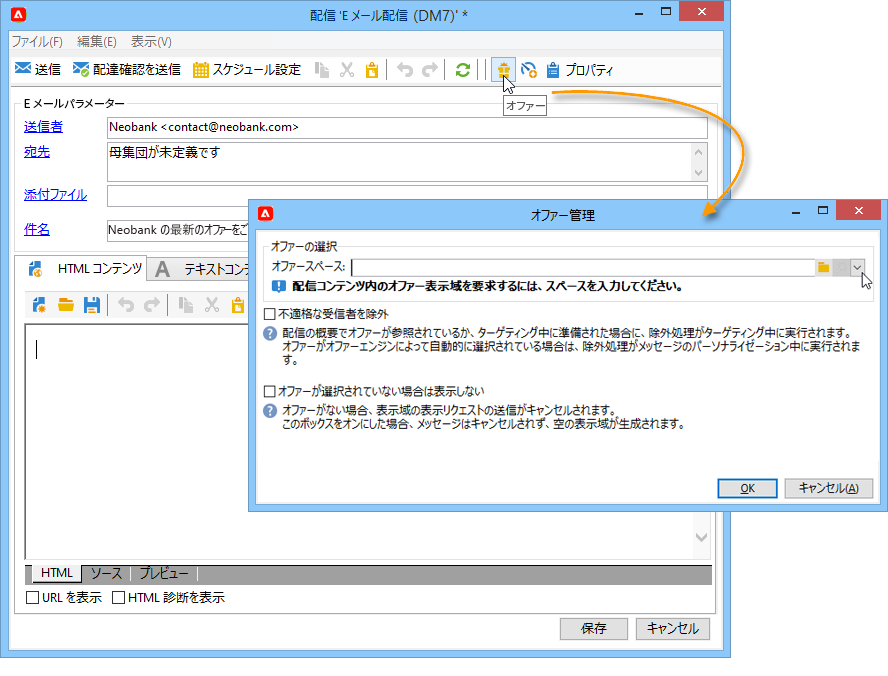 配信 'E メール配信 (DM7)' *
ファイル(F) 編集(E) 表示(V)
送信 配達確認を送信 スケジュール設定 プロパティ
オファー
E メールパラメーター
送信者 Neobank <contact@neobank.com>
宛先 母集団が未定義です
添付ファイル
件名 Neobank の最新のオファーをご
HTML コンテンツ A テキストコンテ
オファー管理
オファーの選択
オファースペース:
配信コンテンツ内のオファー表示域を要求するには、スペースを入力してください。
不適格な受信者を除外
配信の概要でオファーが参照されているか、ターゲティング中に準備された場合に、除外処理がターゲティング中に実行されます。
オファーがオファーエンジンによって自動的に選択されている場合は、除外処理がメッセージのパーソナライゼーション中に実行されま
す。
オファーが選択されていない場合は表示しない
オファーがない場合、表示域の表示リクエストの送信がキャンセルされます。
このボックスをオンにした場合、メッセージはキャンセルされず、空の表示域が生成されます。
OK キャンセル(A)
HTML ソース プレビュー
URL を表示 HTML 診断を表示
保存 キャンセル